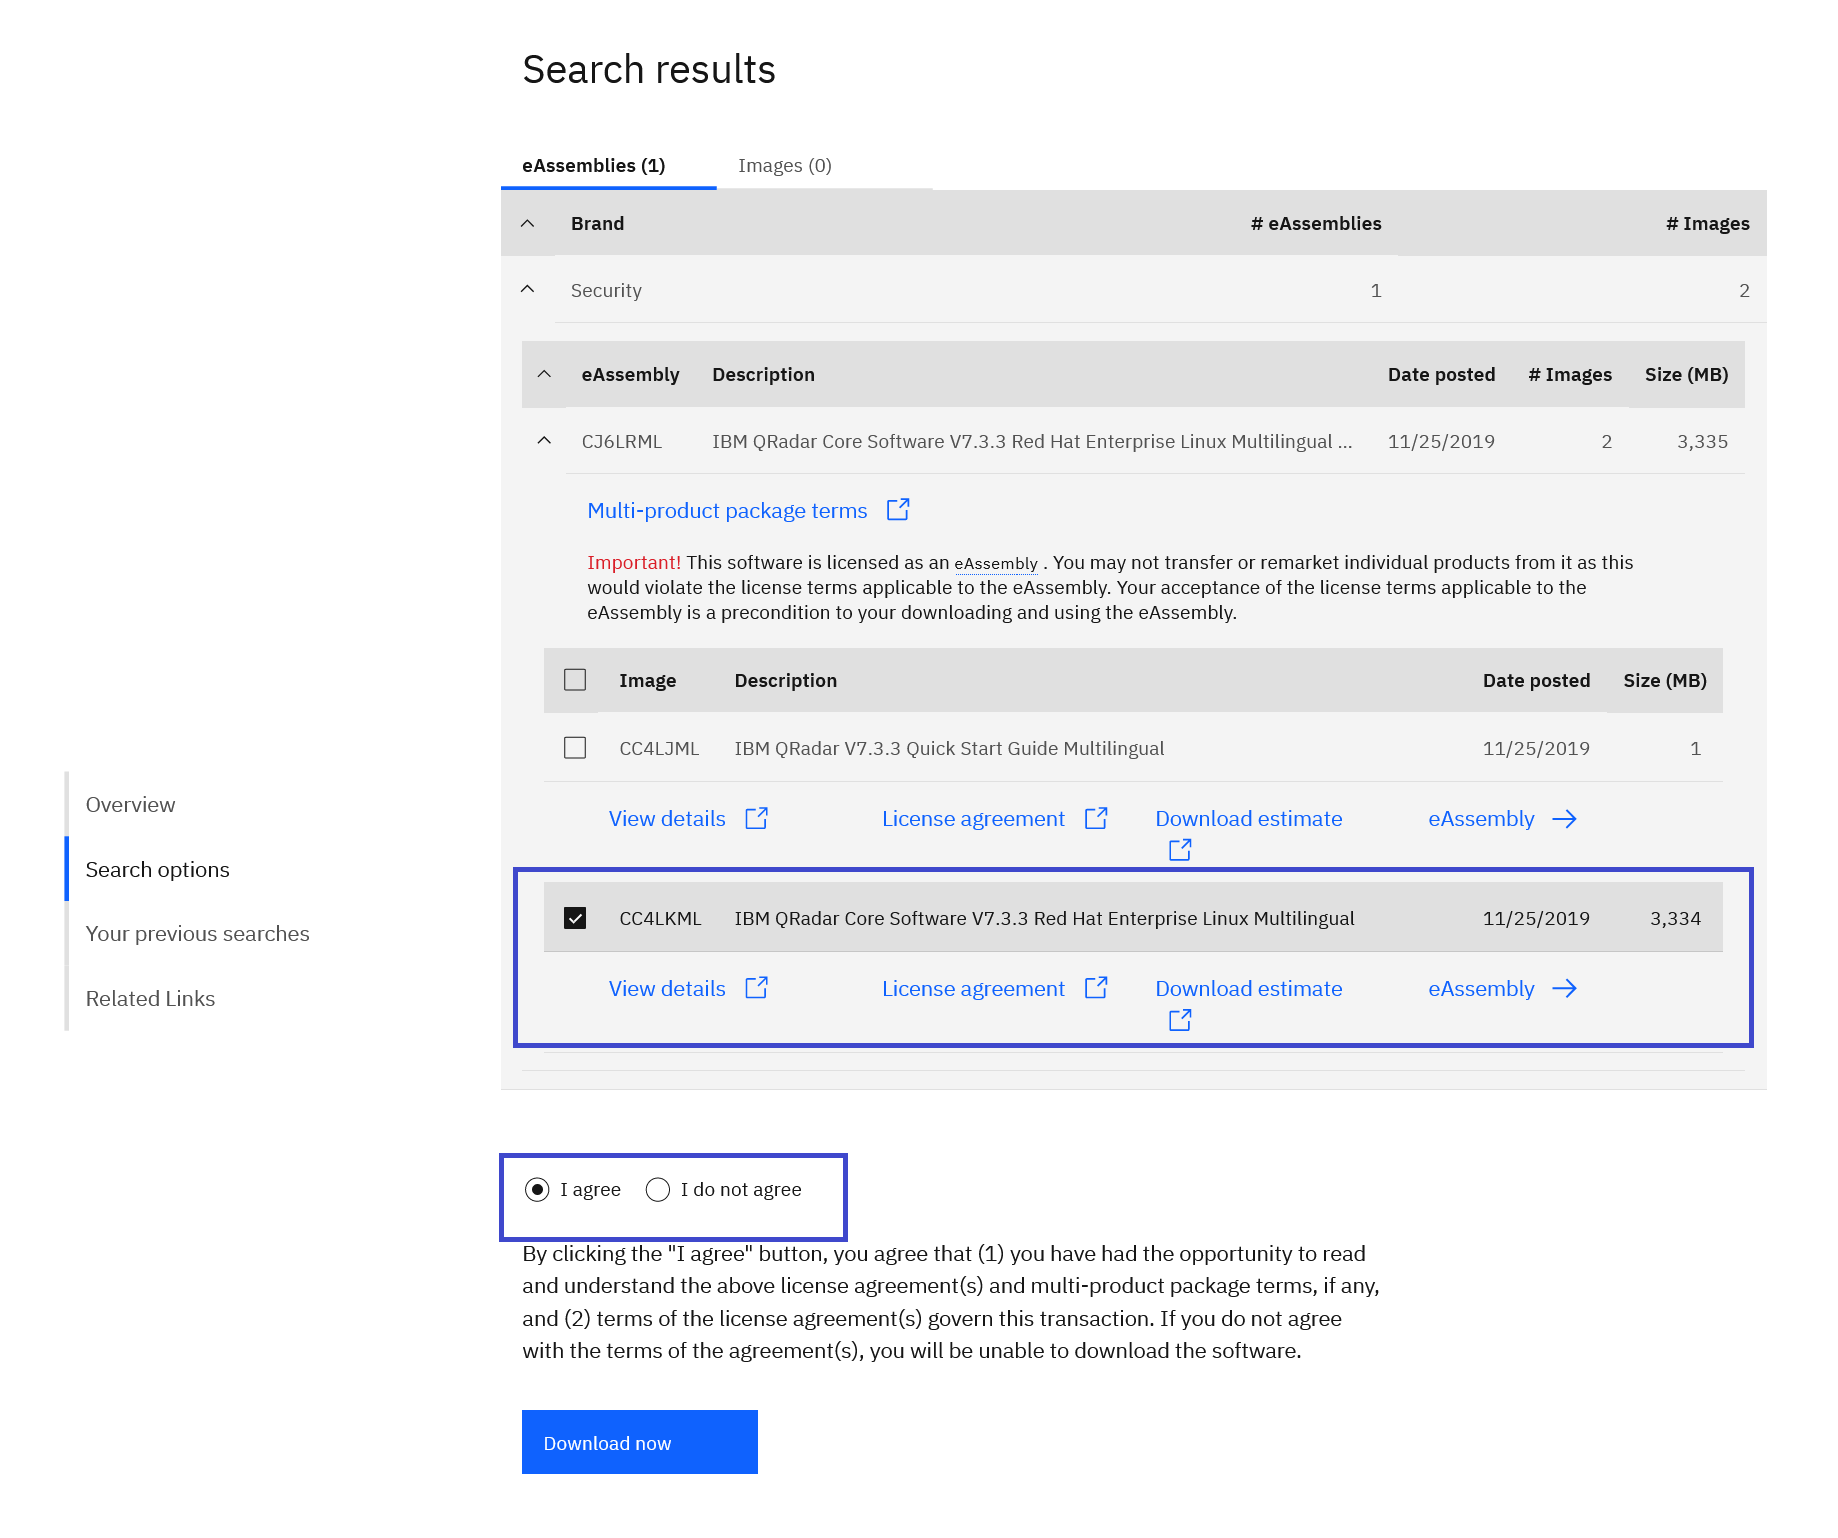 Search results
eAssemblies (1) Images (0)
Brand # eAssemblies # Images
Security 1 2
eAssembly Description Date posted # Images Size (MB)
CJ6LRML IBM QRadar Core Software V7.3.3 Red Hat Enterprise Linux Multilingual ... 11/25/2019 2 3,335
Multi-product package terms
Important! This software is licensed as an eAssembly . You may not transfer or remarket individual products from it as this
would violate the license terms applicable to the eAssembly. Your acceptance of the license terms applicable to the
eAssembly is a precondition to your downloading and using the eAssembly.
Image Description Date posted Size (MB)
CC4LJML IBM QRadar V7.3.3 Quick Start Guide Multilingual 11/25/2019 1
View details License agreement Download estimate eAssembly
CC4LKML IBM QRadar Core Software V7.3.3 Red Hat Enterprise Linux Multilingual 11/25/2019 3,334
View details License agreement Download estimate eAssembly
Overview
Search options
Your previous searches
Related Links
I agree I do not agree
By clicking the "I agree" button, you agree that (1) you have had the opportunity to read
and understand the above license agreement(s) and multi-product package terms, if any,
and (2) terms of the license agreement(s) govern this transaction. If you do not agree
with the terms of the agreement(s), you will be unable to download the software.
Download now